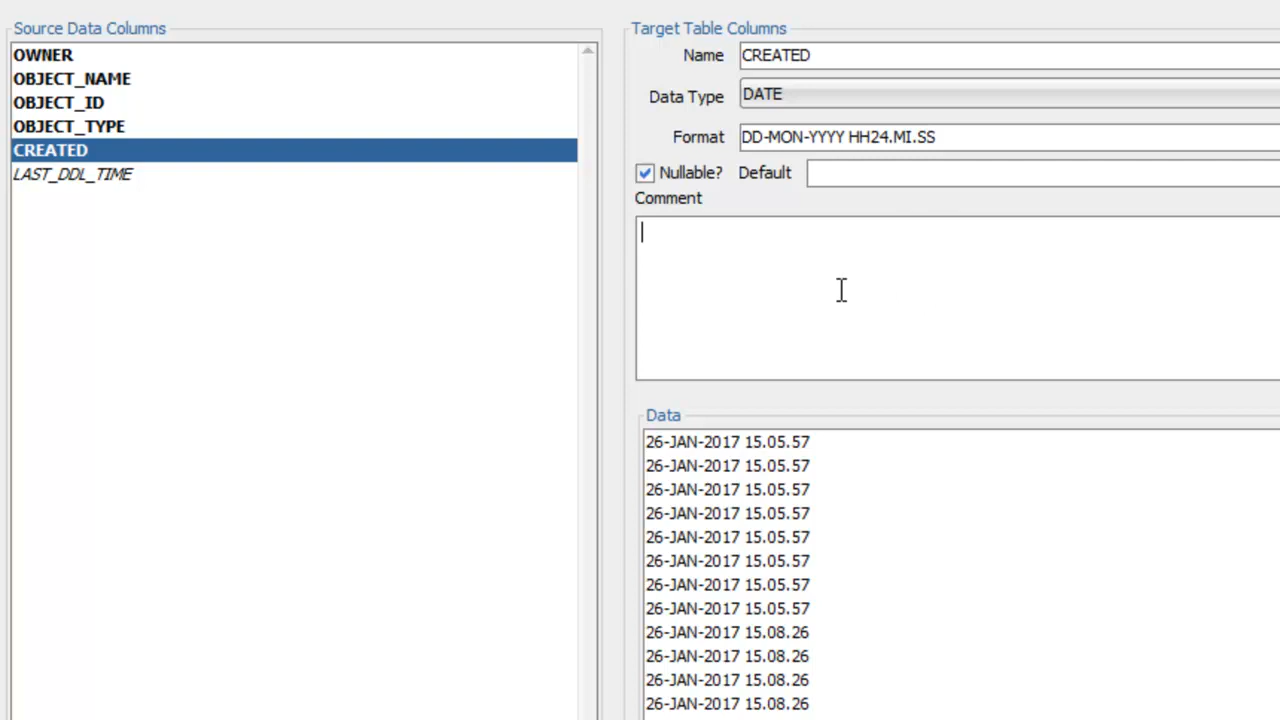 Source Data Columns
OWNER
OBJECT_NAME
OBJECT_ID
OBJECT_TYPE
CREATED
LAST_DDL_TIME
Target Table Columns
Name CREATED
Data Type DATE
Format DD-MON-YYYY HH24.MI.SS
Nullable? Default
Comment
Data
26-JAN-2017 15.05.57
26-JAN-2017 15.05.57
26-JAN-2017 15.05.57
26-JAN-2017 15.05.57
26-JAN-2017 15.05.57
26-JAN-2017 15.05.57
26-JAN-2017 15.05.57
26-JAN-2017 15.05.57
26-JAN-2017 15.08.26
26-JAN-2017 15.08.26
26-JAN-2017 15.08.26
26-JAN-2017 15.08.26